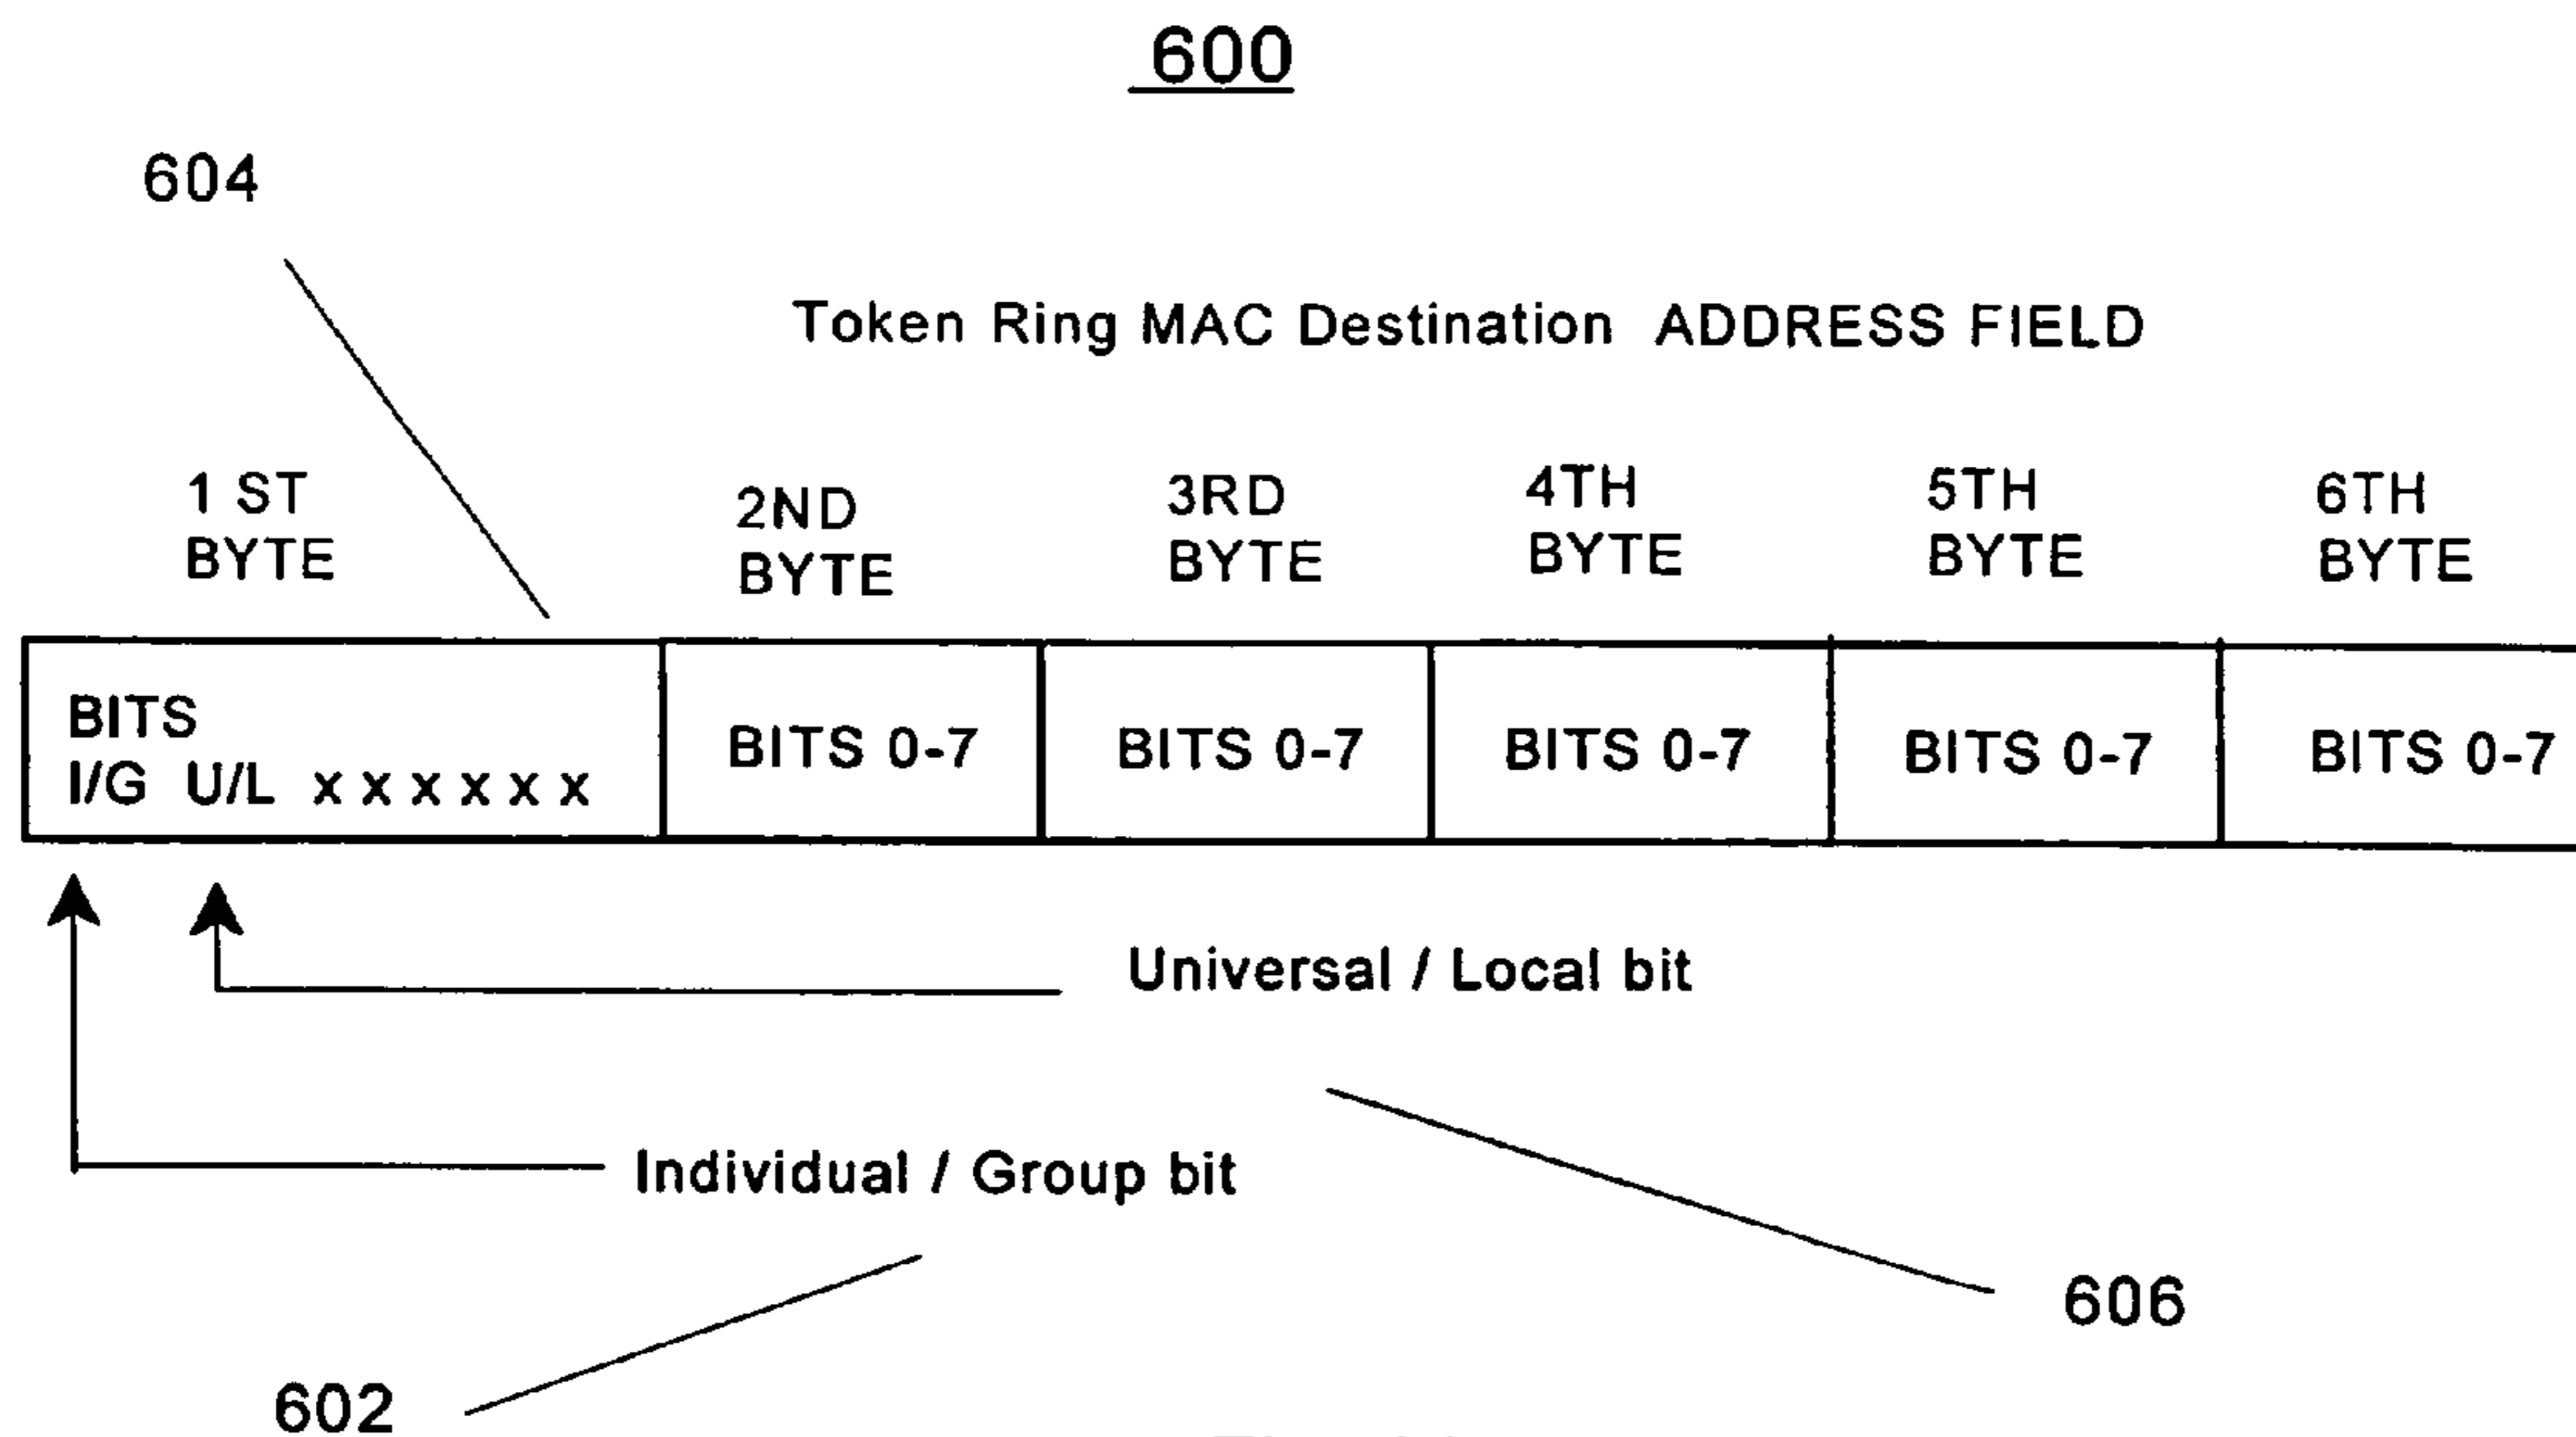 600
604
Token Ring MAC Destination ADDRESS FIELD
1 ST BYTE
2ND BYTE
3RD BYTE
4TH BYTE
5TH BYTE
6TH BYTE
BITS
I/G U/L x x x x x x
BITS 0-7
BITS 0-7
BITS 0-7
BITS 0-7
BITS 0-7
Universal / Local bit
Individual / Group bit
606
602